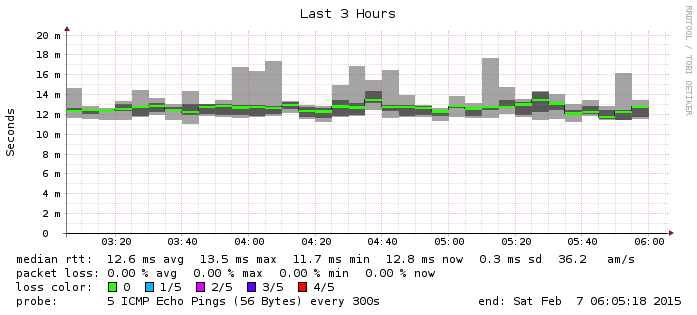 Last 3 Hours
RRDTOOL / TOBI OETIKER
Seconds
20 m
18 m
16 m
14 m
12 m
10 m
8 m
6 m
4 m
2 m
0
03:20 03:40 04:00 04:20 04:40 05:00 05:20 05:40 06:00
median rtt: 12.6 ms avg 13.5 ms max 11.7 ms min 12.8 ms now 0.3 ms sd 36.2 am/s
packet loss: 0.00 % avg 0.00 % max 0.00 % min 0.00 % now
loss color: 0 1/5 2/5 3/5 4/5
probe: 5 ICMP Echo Pings (56 Bytes) every 300s end: Sat Feb 7 06:05:18 2015